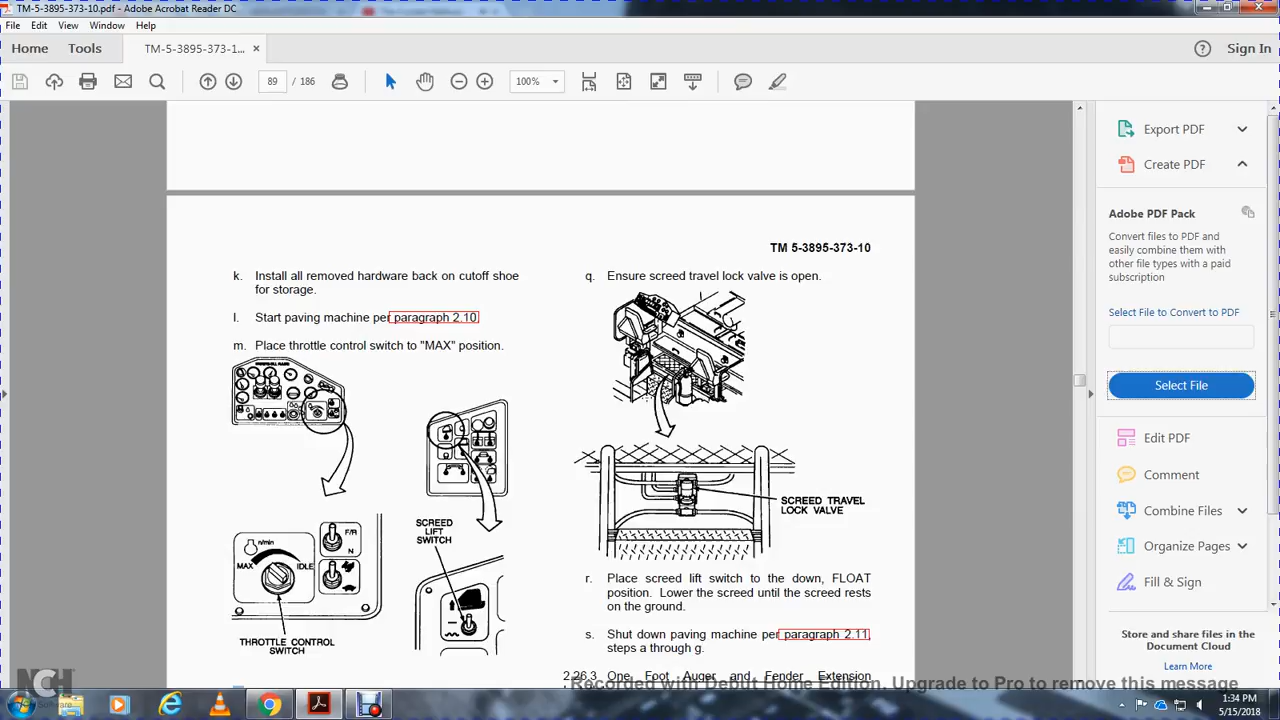 TM-5-3895-373-10.pdf - Adobe Acrobat Reader DC
File Edit View Window Help
Home Tools TM-5-3895-373-1... × Sign In
89 / 186 100%
TM 5-3895-373-10
k. Install all removed hardware back on cutoff shoe
for storage.
l. Start paving machine per paragraph 2.10
m. Place throttle control switch to "MAX" position.
SCREED
LIFT
SWITCH
n/min
MAX IDLE
F/R
N
THROTTLE CONTROL
SWITCH
q. Ensure screed travel lock valve is open.
SCREED TRAVEL
LOCK VALVE
r. Place screed lift switch to the down, FLOAT
position. Lower the screed until the screed rests
on the ground.
s. Shut down paving machine per paragraph 2.11,
steps a through g.
2.26.3 One Foot Auger and Fender Extension
Export PDF
Create PDF
Adobe PDF Pack
Convert files to PDF and
easily combine them with
other file types with a paid
subscription
Select File to Convert to PDF
Select File
Edit PDF
Comment
Combine Files
Organize Pages
Fill & Sign
Store and share files in the
Document Cloud
Learn More
NCH
Software
Recorded with Debut Home Edition. Upgrade to Pro to remove this message
1:34 PM
5/15/2018